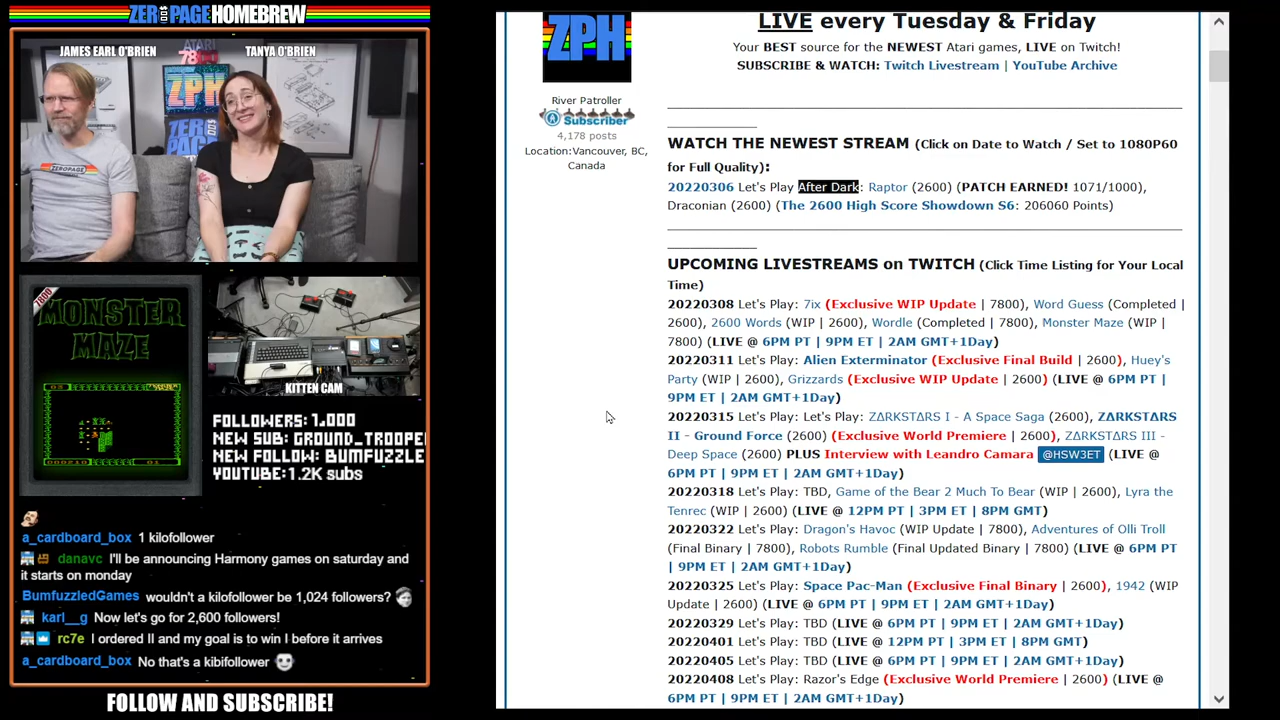 ZEROPAGE HOMEBREW
JAMES EARL O'BRIEN
TANYA O'BRIEN
ATARI
ZPH
ZEROPAGE
7800
MONSTER
MAZE
KITTEN CAM
FOLLOWERS: 1,000
NEW SUB: GROUND_TROOPER
NEW FOLLOW: BUMFUZZLE
YOUTUBE: 1.2K subs
a_cardboard_box 1 kilofollower
danavc I'll be announcing Harmony games on saturday and
it starts on monday
BumfuzzledGames wouldn't a kilofollower be 1,024 followers?
karl__g Now let's go for 2,600 followers!
rc7e I ordered II and my goal is to win I before it arrives
a_cardboard_box No that's a kibifollower
FOLLOW AND SUBSCRIBE!
ZPH
River Patroller
Subscriber
4,178 posts
Location:Vancouver, BC,
Canada
LIVE every Tuesday & Friday
Your BEST source for the NEWEST Atari games, LIVE on Twitch!
SUBSCRIBE & WATCH: Twitch Livestream | YouTube Archive
WATCH THE NEWEST STREAM (Click on Date to Watch / Set to 1080P60
for Full Quality):
20220306 Let's Play After Dark: Raptor (2600) (PATCH EARNED! 1071/1000),
Draconian (2600) (The 2600 High Score Showdown S6: 206060 Points)
UPCOMING LIVESTREAMS on TWITCH (Click Time Listing for Your Local
Time)
20220308 Let's Play: 7ix (Exclusive WIP Update | 7800), Word Guess (Completed |
2600), 2600 Words (WIP | 2600), Wordle (Completed | 7800), Monster Maze (WIP |
7800) (LIVE @ 6PM PT | 9PM ET | 2AM GMT+1Day)
20220311 Let's Play: Alien Exterminator (Exclusive Final Build | 2600), Huey's
Party (WIP | 2600), Grizzards (Exclusive WIP Update | 2600) (LIVE @ 6PM PT |
9PM ET | 2AM GMT+1Day)
20220315 Let's Play: Let's Play: ZΔRKSTΔRS I - A Space Saga (2600), ZΔRKSTΔRS
II - Ground Force (2600) (Exclusive World Premiere | 2600), ZΔRKSTΔRS III -
Deep Space (2600) PLUS Interview with Leandro Camara @HSW3ET (LIVE @
6PM PT | 9PM ET | 2AM GMT+1Day)
20220318 Let's Play: TBD, Game of the Bear 2 Much To Bear (WIP | 2600), Lyra the
Tenrec (WIP | 2600) (LIVE @ 12PM PT | 3PM ET | 8PM GMT)
20220322 Let's Play: Dragon's Havoc (WIP Update | 7800), Adventures of Olli Troll
(Final Binary | 7800), Robots Rumble (Final Updated Binary | 7800) (LIVE @ 6PM PT
| 9PM ET | 2AM GMT+1Day)
20220325 Let's Play: Space Pac-Man (Exclusive Final Binary | 2600), 1942 (WIP
Update | 2600) (LIVE @ 6PM PT | 9PM ET | 2AM GMT+1Day)
20220329 Let's Play: TBD (LIVE @ 6PM PT | 9PM ET | 2AM GMT+1Day)
20220401 Let's Play: TBD (LIVE @ 12PM PT | 3PM ET | 8PM GMT)
20220405 Let's Play: TBD (LIVE @ 6PM PT | 9PM ET | 2AM GMT+1Day)
20220408 Let's Play: Razor's Edge (Exclusive World Premiere | 2600) (LIVE @
6PM PT | 9PM ET | 2AM GMT+1Day)